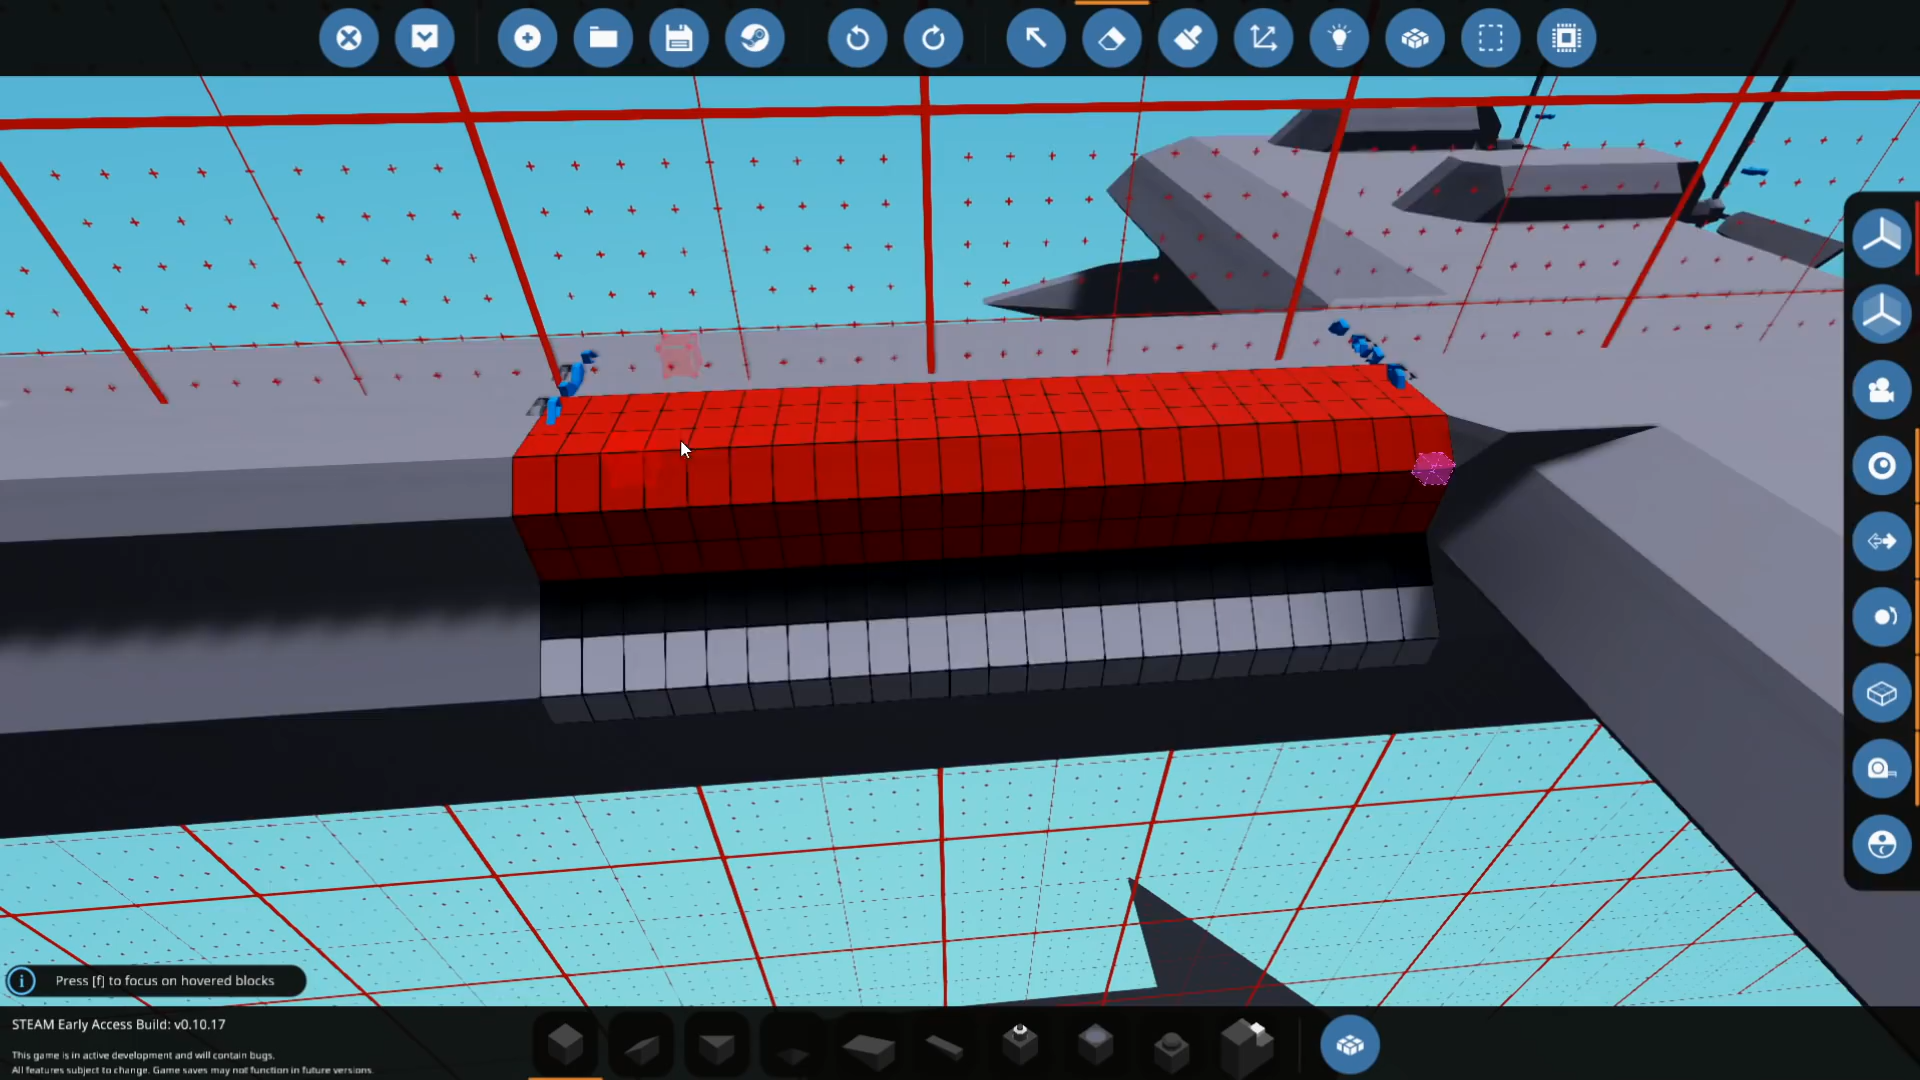 Press [f] to focus on hovered blocks
STEAM Early Access Build: v0.10.17
This game is in active development and will contain bugs.
All features subject to change. Game saves may not function in future versions.